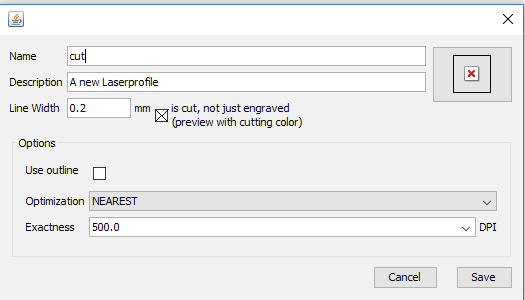 Name cut
Description A new Laserprofile
Line Width 0.2 mm is cut, not just engraved
(preview with cutting color)
Options
Use outline
Optimization NEAREST
Exactness 500.0 DPI
Cancel Save